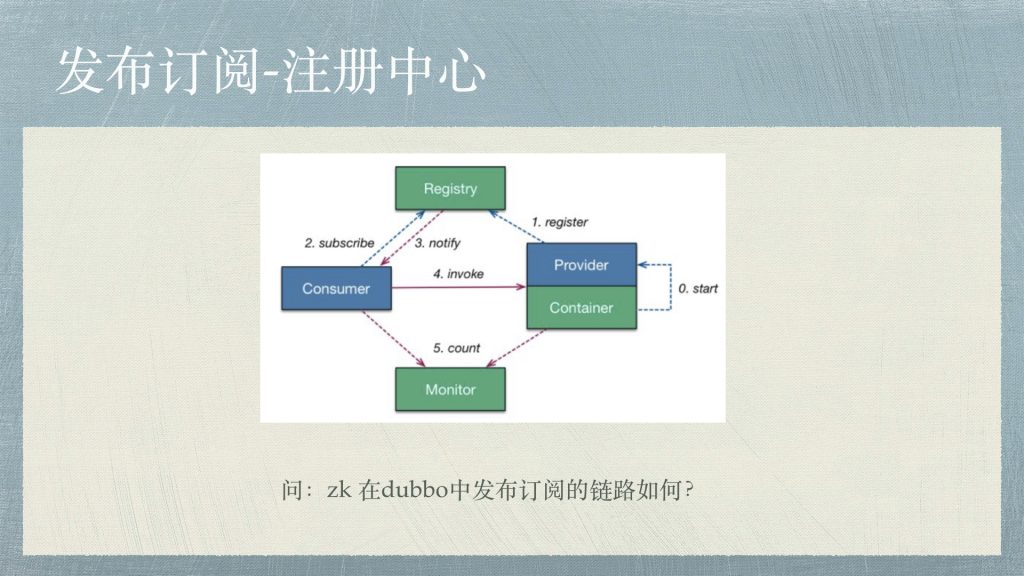 发布订阅-注册中心
Registry
1. register
2. subscribe
3. notify
Provider
4. invoke
Consumer
0. start
Container
5. count
Monitor
问：zk 在dubbo中发布订阅的链路如何？